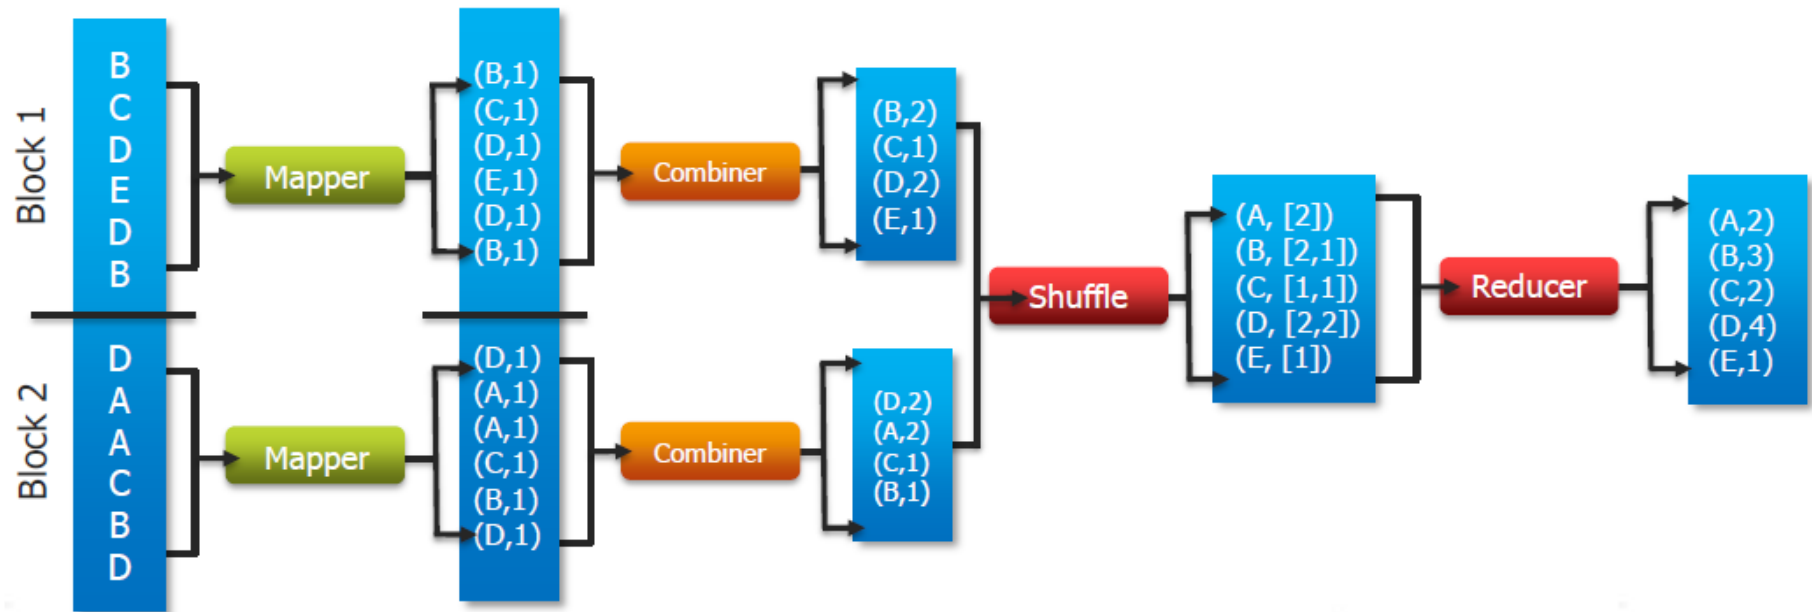 Block 1
B
C
D
E
D
B
Mapper
(B,1)
(C,1)
(D,1)
(E,1)
(D,1)
(B,1)
Combiner
(B,2)
(C,1)
(D,2)
(E,1)
Block 2
D
A
A
C
B
D
Mapper
(D,1)
(A,1)
(A,1)
(C,1)
(B,1)
(D,1)
Combiner
(D,2)
(A,2)
(C,1)
(B,1)
Shuffle
(A, [2])
(B, [2,1])
(C, [1,1])
(D, [2,2])
(E, [1])
Reducer
(A,2)
(B,3)
(C,2)
(D,4)
(E,1)